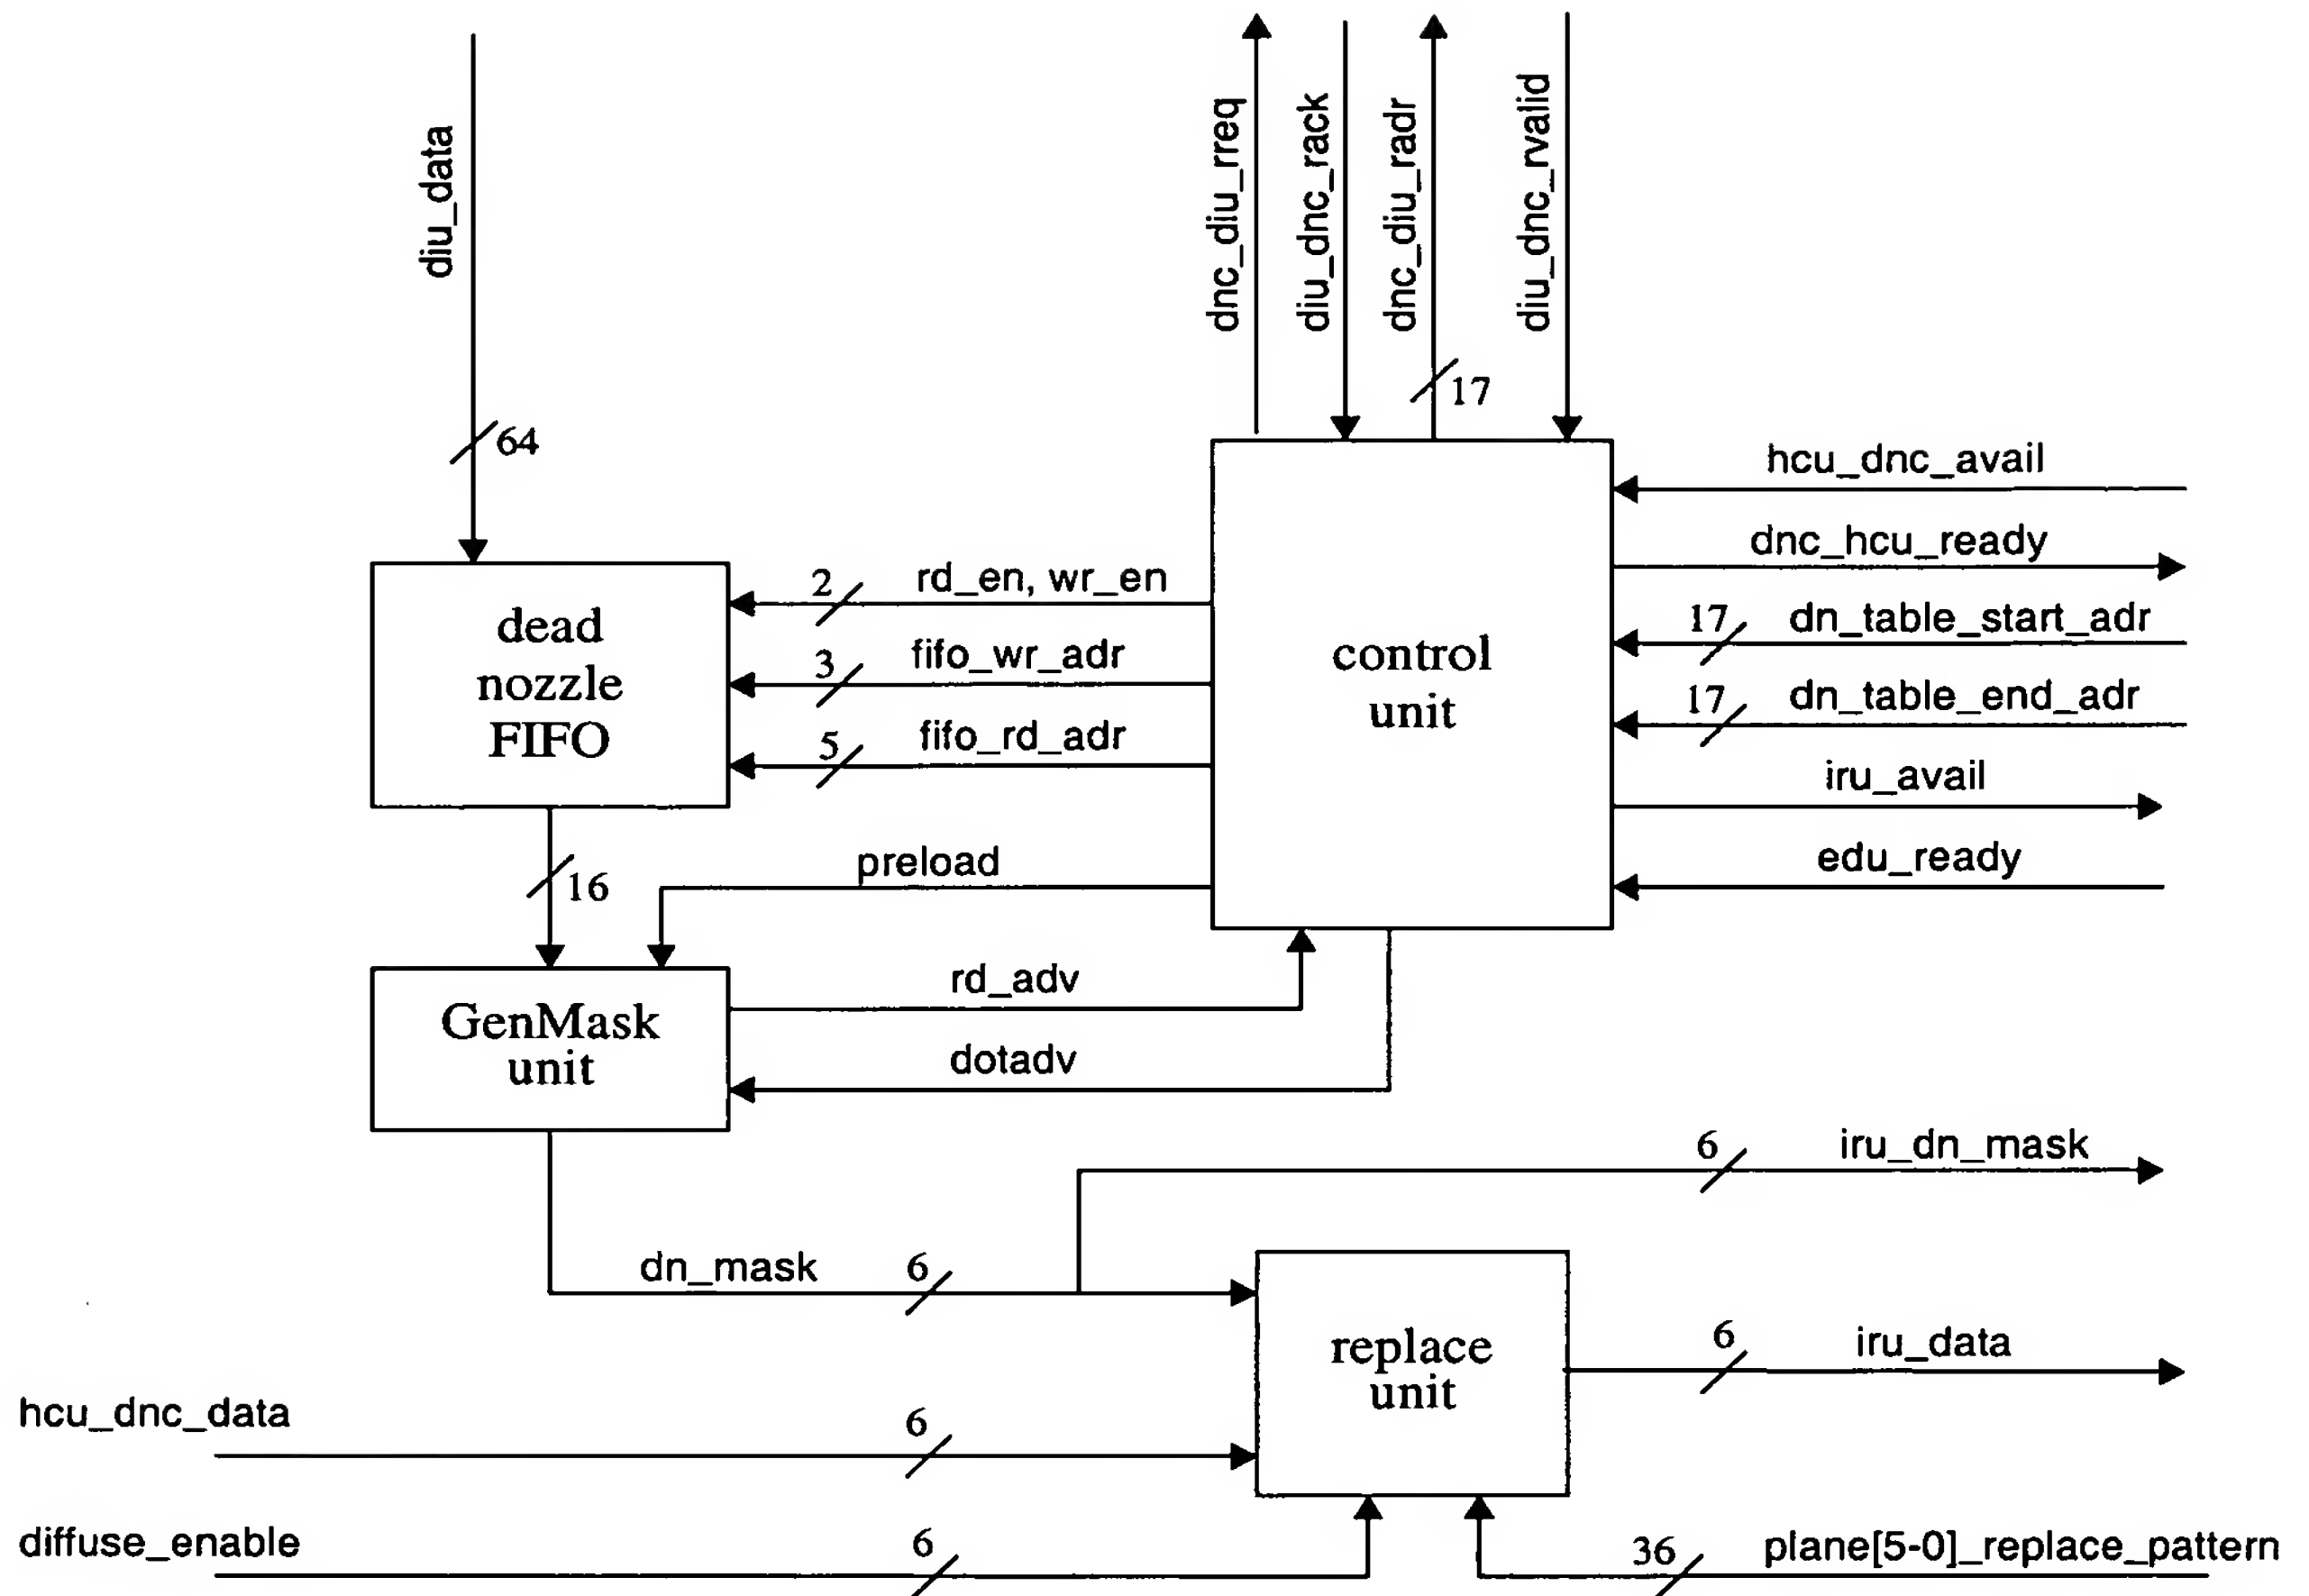 diu_data
dnc_diu_rreq
diu_dnc_rack
dnc_diu_radr
diu_dnc_rvalid
17
64
hcu_dnc_avail
dnc_hcu_ready
17 dn_table_start_adr
17 dn_table_end_adr
iru_avail
edu_ready
2 rd_en, wr_en
3 fifo_wr_adr
5 fifo_rd_adr
dead
nozzle
FIFO
control
unit
16
preload
rd_adv
dotadv
GenMask
unit
6 iru_dn_mask
dn_mask 6
replace
unit
6 iru_data
hcu_dnc_data 6
diffuse_enable 6
36 plane[5-0]_replace_pattern